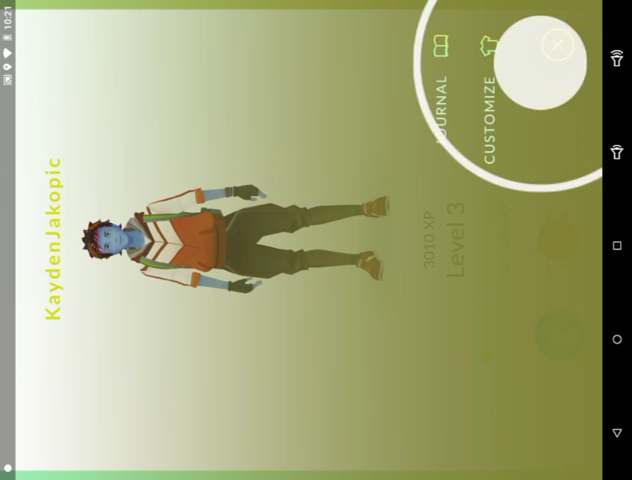 10:21
KaydenJakopic
3010 XP
Level 3
JOURNAL
CUSTOMIZE